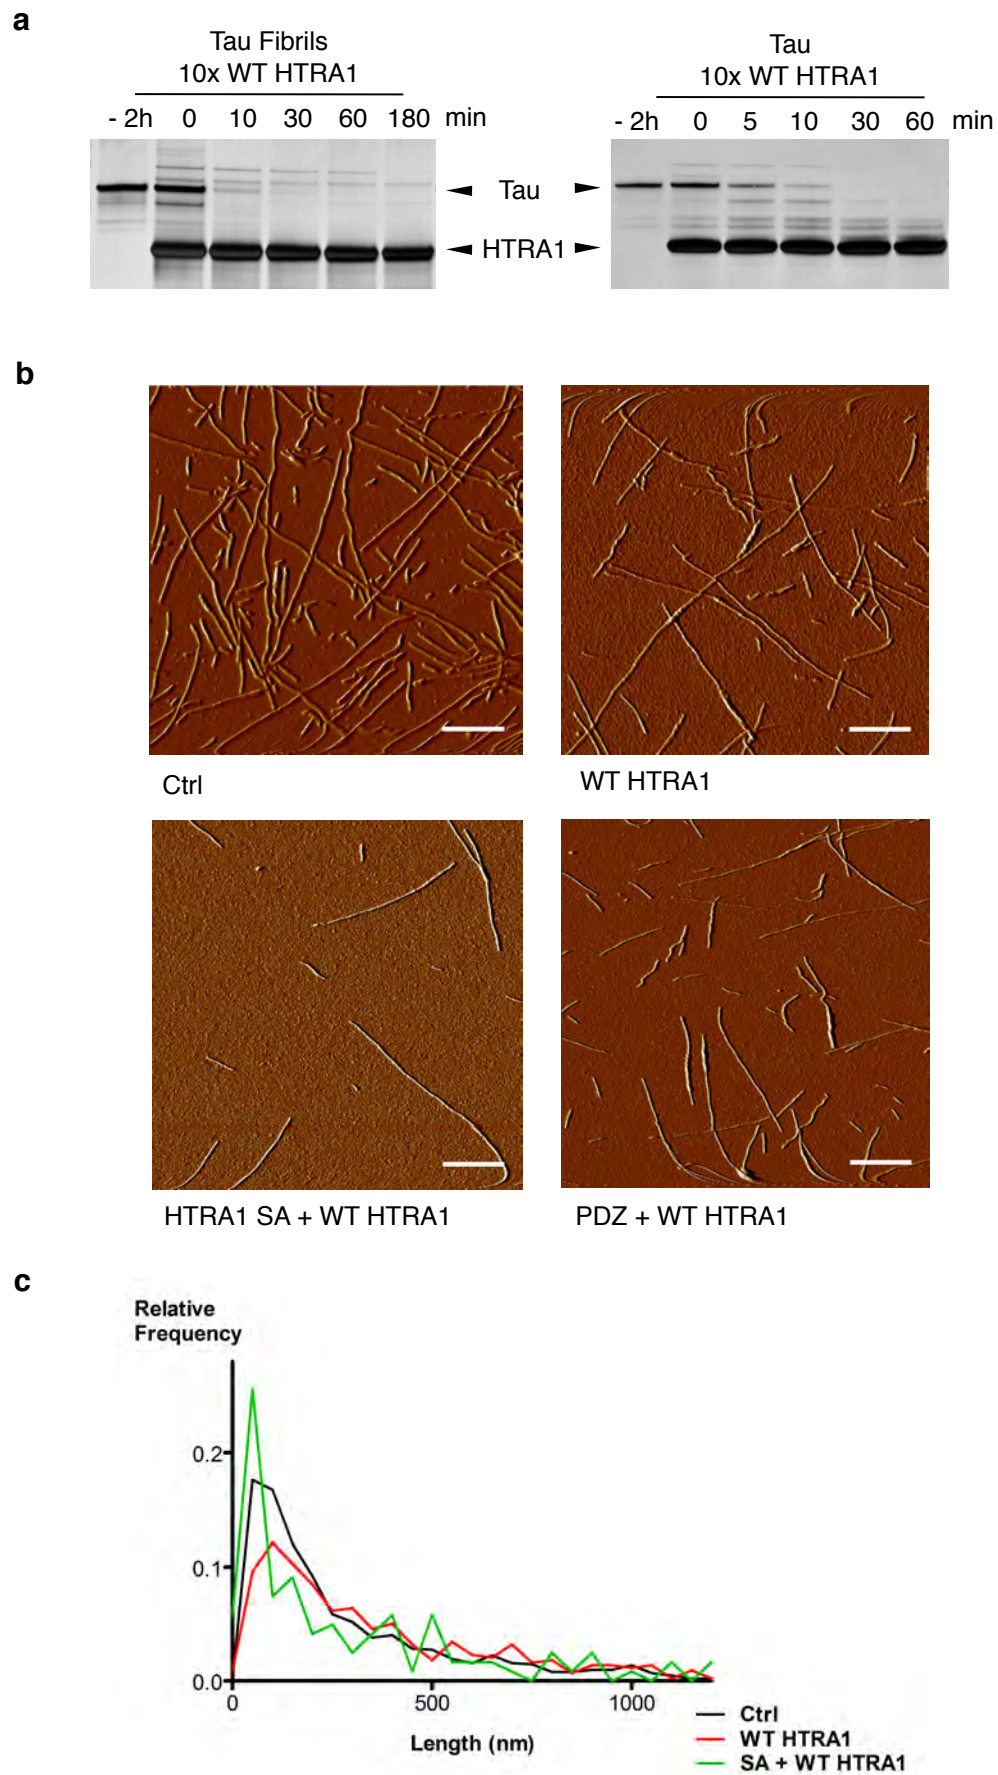 a
Tau Fibrils
10x WT HTRA1
- 2h 0 10 30 60 180 min
Tau
10x WT HTRA1
- 2h 0 5 10 30 60 min
Tau
HTRA1
b
Ctrl
WT HTRA1
HTRA1 SA + WT HTRA1
PDZ + WT HTRA1
c
Relative
Frequency
0.2
0.1
0.0
0 500 1000
Length (nm)
Ctrl
WT HTRA1
SA + WT HTRA1